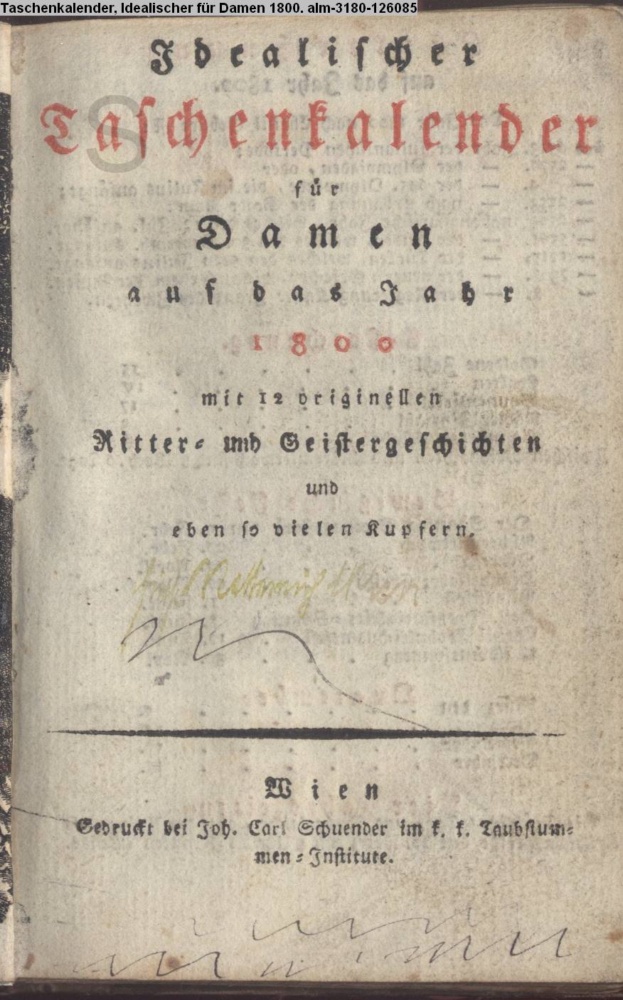 Taschenkalender, Idealischer für Damen 1800. alm-3180-126085
Idealischer
Taschenkalender
für
Damen
auf das Jahr
1800
mit 12 originellen
Ritter- und Geistergeschichten
und
eben so vielen Kupfern.
Wien
Gedruckt bei Joh. Carl Schuender im k. k. Taubstum-
men-Institute.